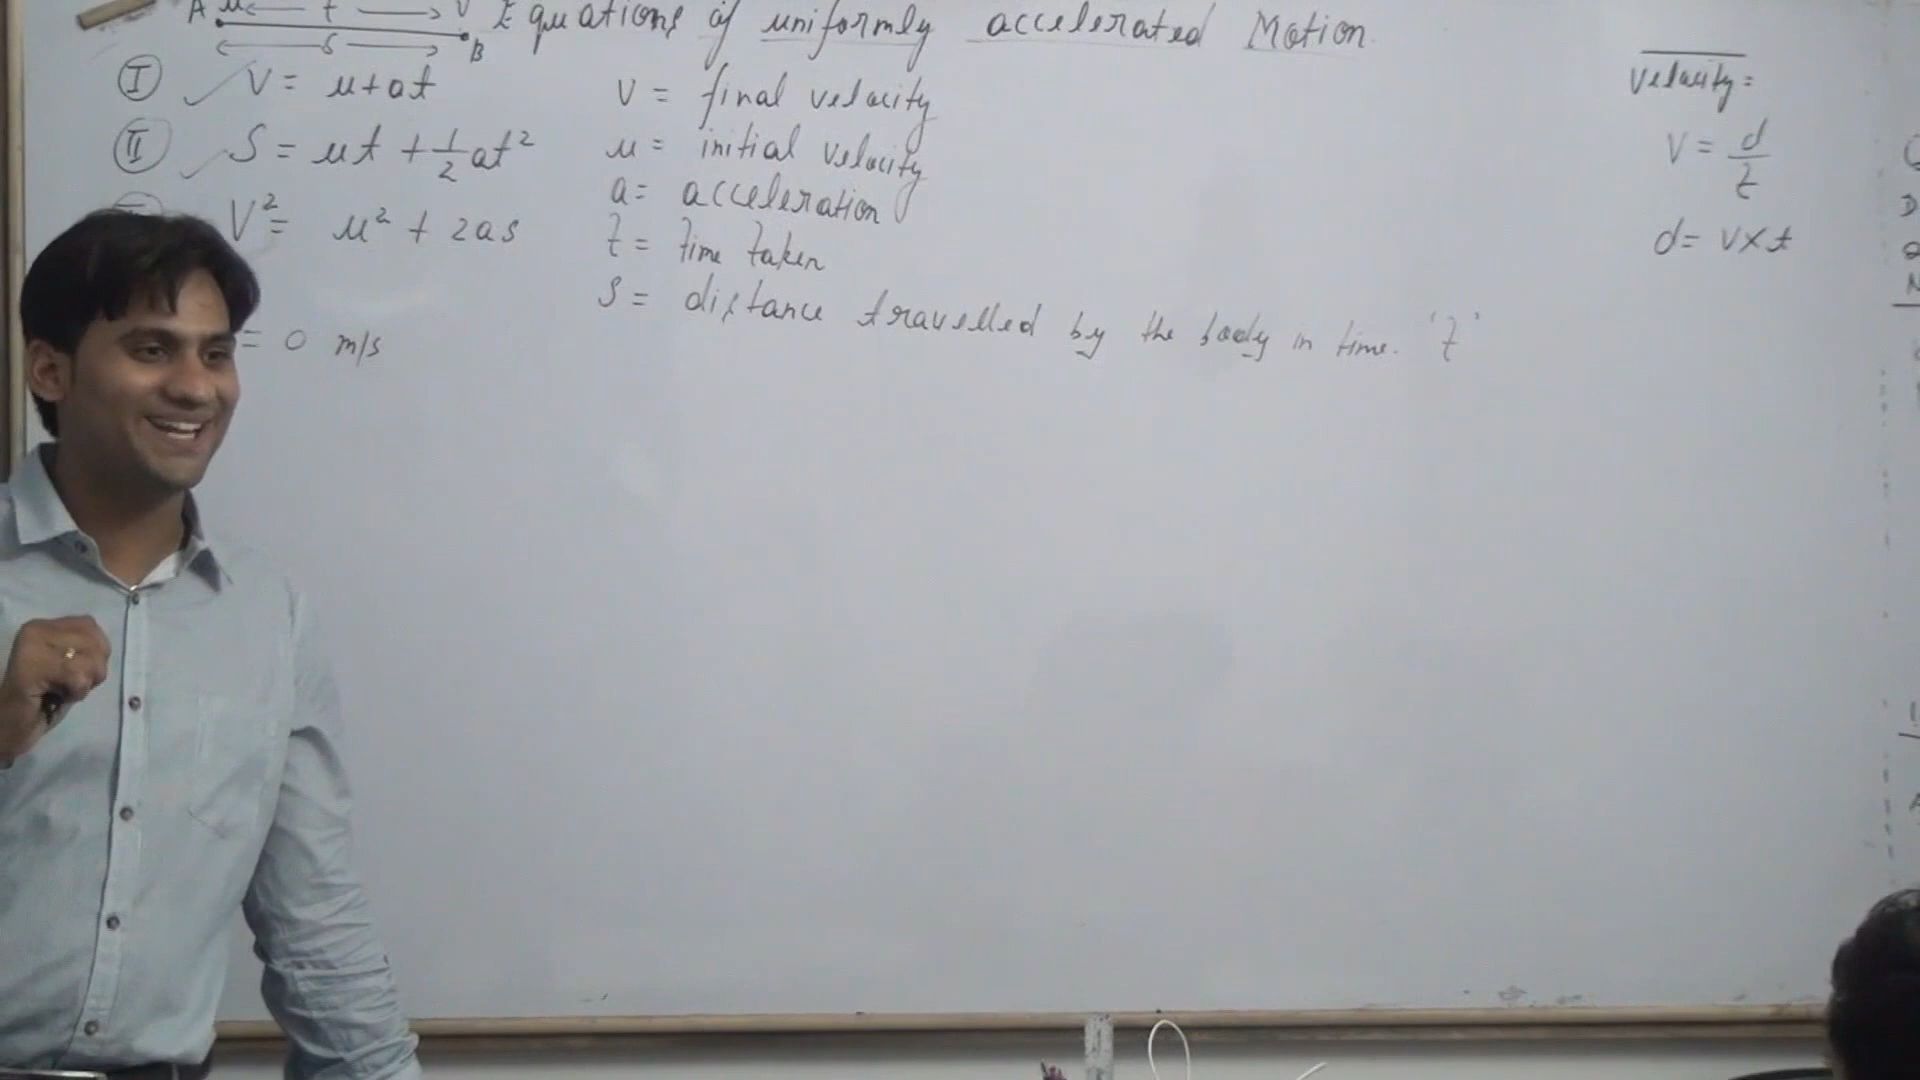 A u t v Equations of uniformly accelerated Motion
S B
I V = u+at
II S = ut + 1/2 at²
V² = u² + 2as
= 0 m/s
V = final velocity
u = initial velocity
a = acceleration
t = time taken
S = distance travelled by the body in time. 't'
Velocity =
V = d/t
d = v×t